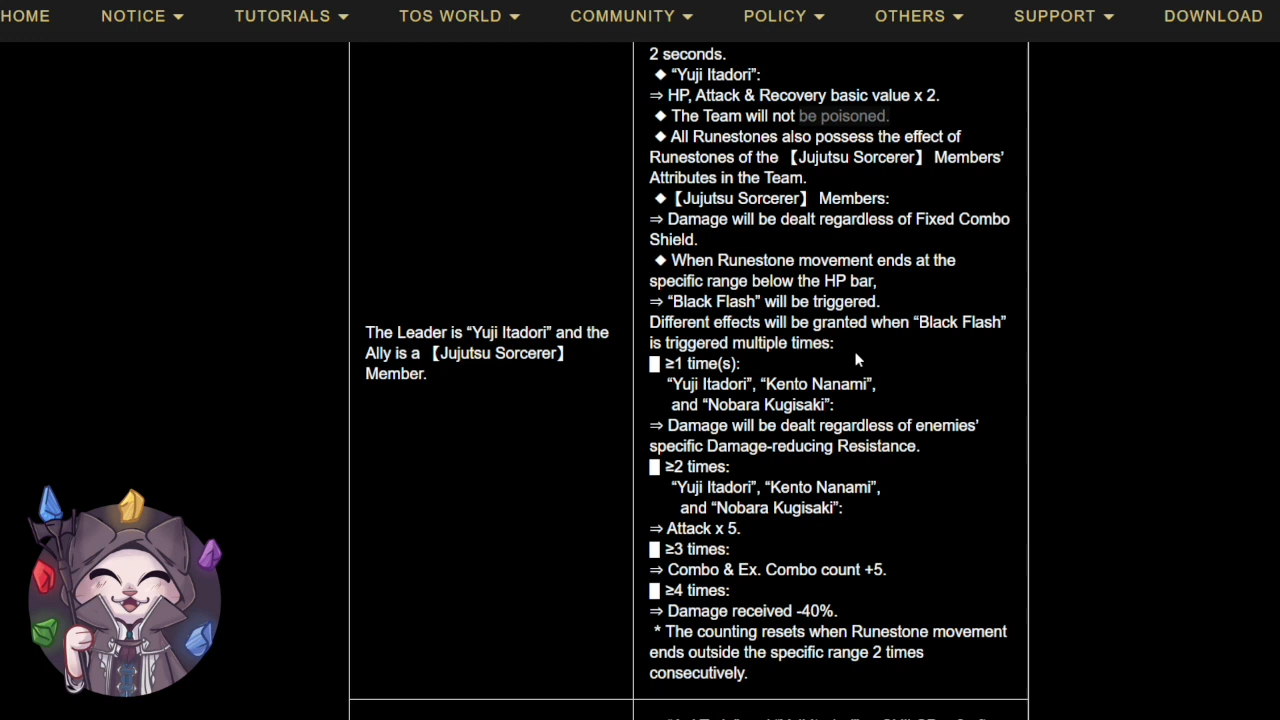 HOME NOTICE TUTORIALS TOS WORLD COMMUNITY POLICY OTHERS SUPPORT DOWNLOAD
The Leader is “Yuji Itadori” and the
Ally is a 【Jujutsu Sorcerer】
Member.
2 seconds.
◆ “Yuji Itadori”:
⇒ HP, Attack & Recovery basic value x 2.
◆ The Team will not be poisoned.
◆ All Runestones also possess the effect of
Runestones of the 【Jujutsu Sorcerer】 Members’
Attributes in the Team.
◆【Jujutsu Sorcerer】 Members:
⇒ Damage will be dealt regardless of Fixed Combo
Shield.
◆ When Runestone movement ends at the
specific range below the HP bar,
⇒ “Black Flash” will be triggered.
Different effects will be granted when “Black Flash”
is triggered multiple times:
█ ≥1 time(s):
“Yuji Itadori”, “Kento Nanami”,
and “Nobara Kugisaki”:
⇒ Damage will be dealt regardless of enemies’
specific Damage-reducing Resistance.
█ ≥2 times:
“Yuji Itadori”, “Kento Nanami”,
and “Nobara Kugisaki”:
⇒ Attack x 5.
█ ≥3 times:
⇒ Combo & Ex. Combo count +5.
█ ≥4 times:
⇒ Damage received -40%.
* The counting resets when Runestone movement
ends outside the specific range 2 times
consecutively.